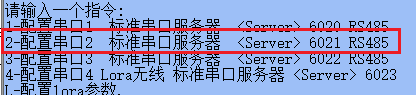 请输入一个指令:
1-配置串口1  标准串口服务器  <Server> 6020 RS485
2-配置串口2  标准串口服务器  <Server> 6021 RS485
3-配置串口3  标准串口服务器  <Server> 6022 RS485
4-配置串口4 Lora无线 标准串口服务器 <Server> 6023
L-配置lora参数.